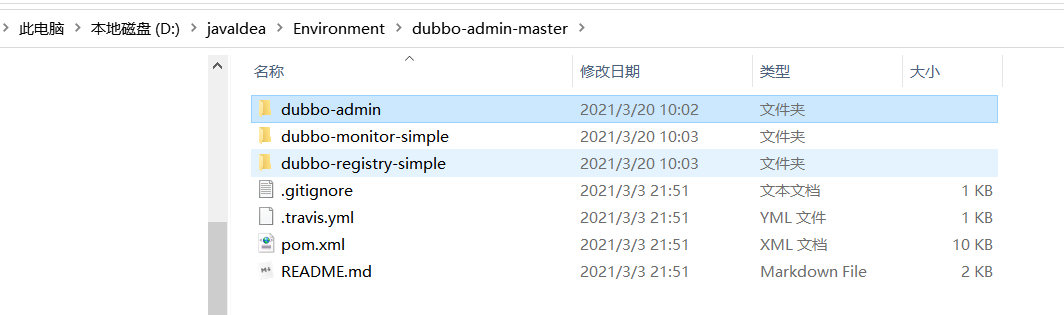 此电脑 > 本地磁盘 (D:) > javaIdea > Environment > dubbo-admin-master >
名称 修改日期 类型 大小
dubbo-admin 2021/3/20 10:02 文件夹
dubbo-monitor-simple 2021/3/20 10:03 文件夹
dubbo-registry-simple 2021/3/20 10:03 文件夹
.gitignore 2021/3/3 21:51 文本文档 1 KB
.travis.yml 2021/3/3 21:51 YML 文件 1 KB
pom.xml 2021/3/3 21:51 XML 文档 10 KB
README.md 2021/3/3 21:51 Markdown File 2 KB